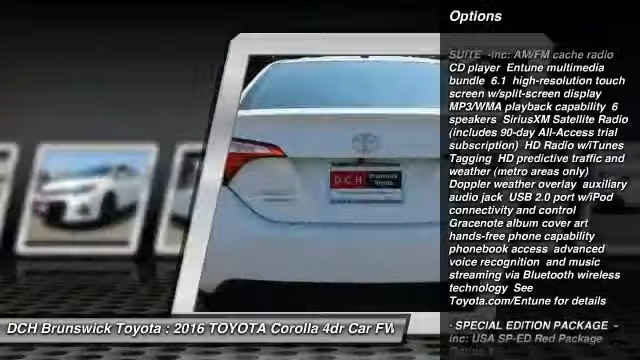 Options
SUITE -inc: AM/FM cache radio
CD player Entune multimedia
bundle 6.1 high-resolution touch
screen w/split-screen display
MP3/WMA playback capability 6
speakers SiriusXM Satellite Radio
(includes 90-day All-Access trial
subscription) HD Radio w/iTunes
Tagging HD predictive traffic and
weather (metro areas only)
Doppler weather overlay auxiliary
audio jack USB 2.0 port w/iPod
connectivity and control
Gracenote album cover art
hands-free phone capability
phonebook access advanced
voice recognition and music
streaming via Bluetooth wireless
technology See
Toyota.com/Entune for details
· SPECIAL EDITION PACKAGE -
inc: USA SP-ED Red Package
DCH Brunswick
Toyota
DCH Brunswick Toyota : 2016 TOYOTA Corolla 4dr Car FW